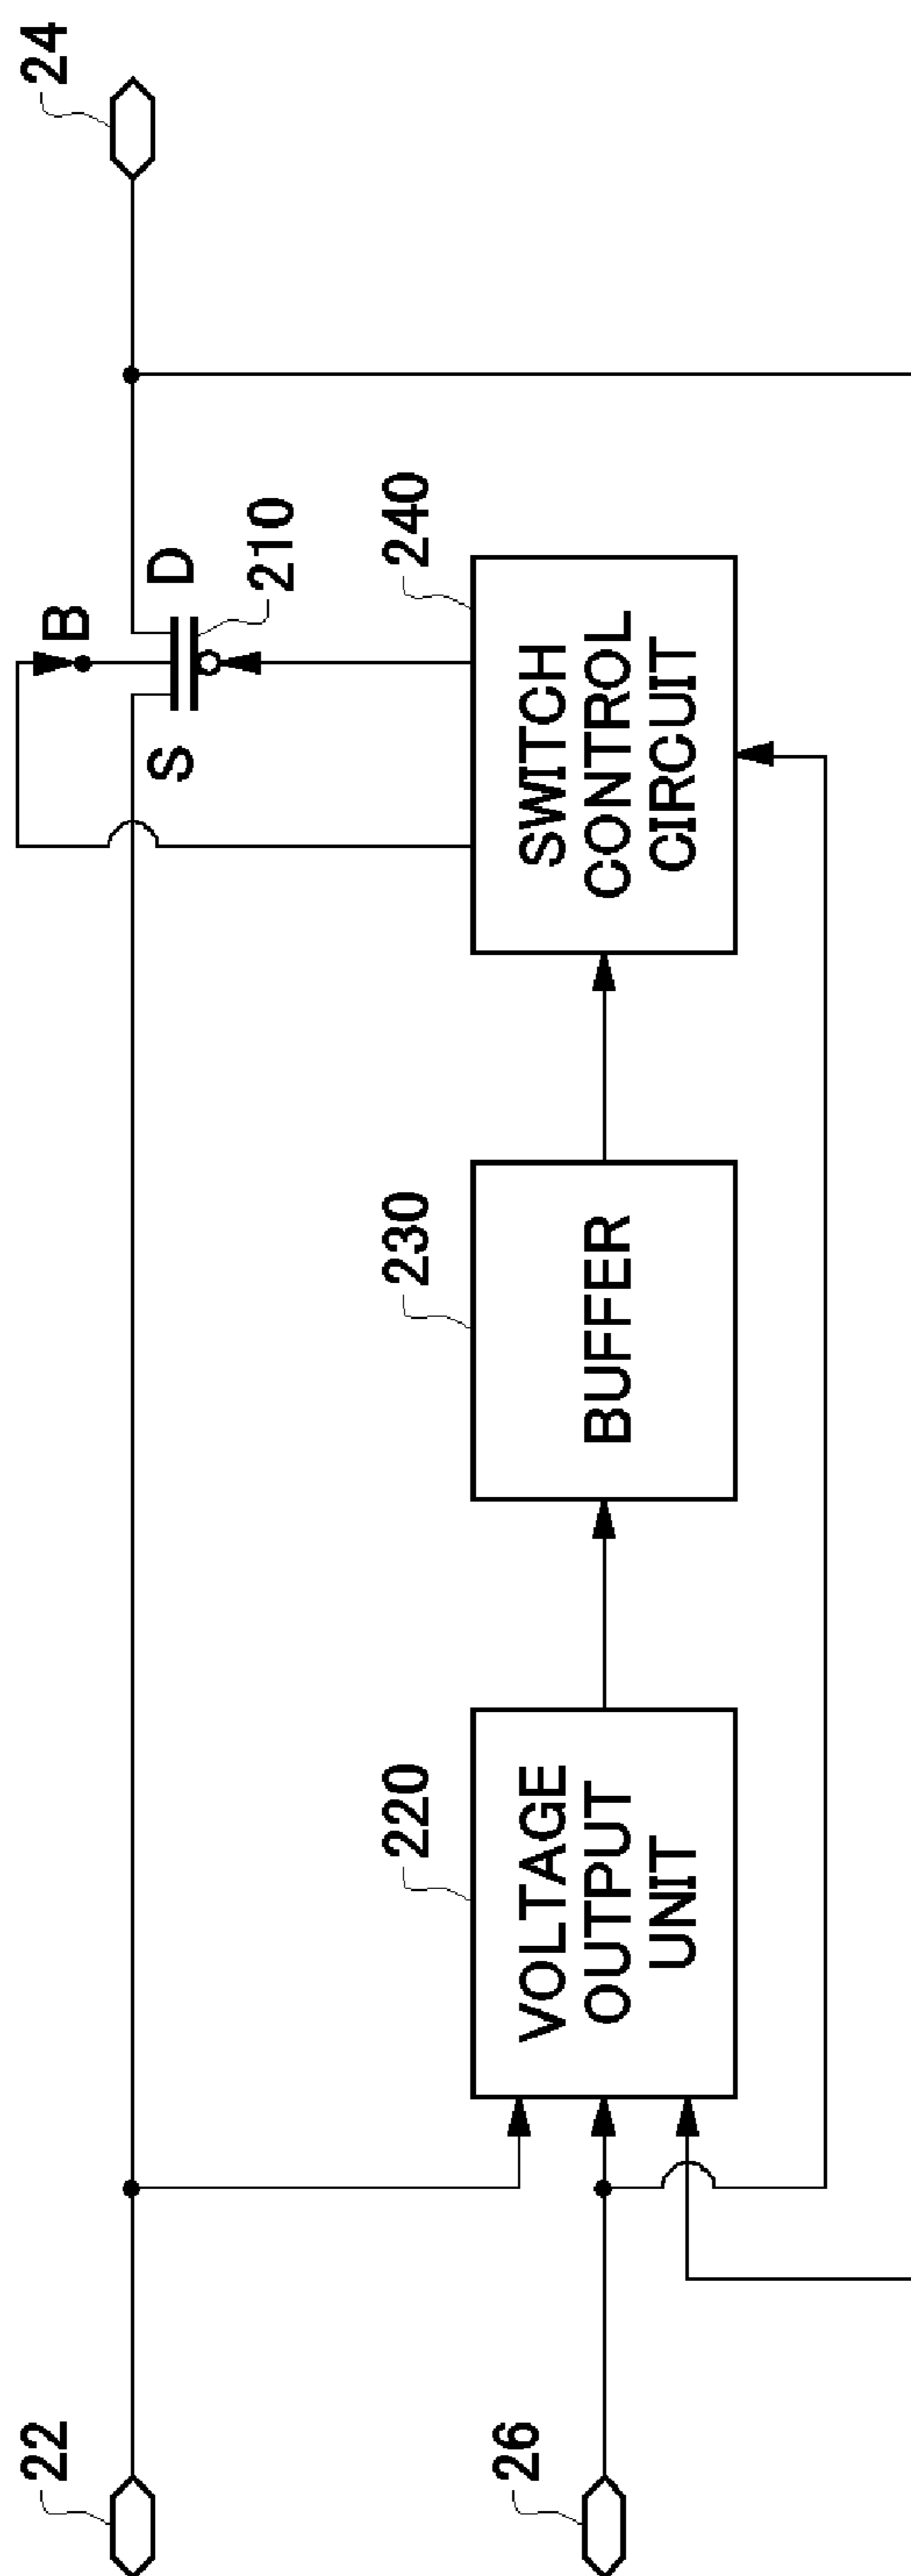 22
24
B
S
D
210
26
220
VOLTAGE
OUTPUT
UNIT
230
BUFFER
240
SWITCH
CONTROL
CIRCUIT